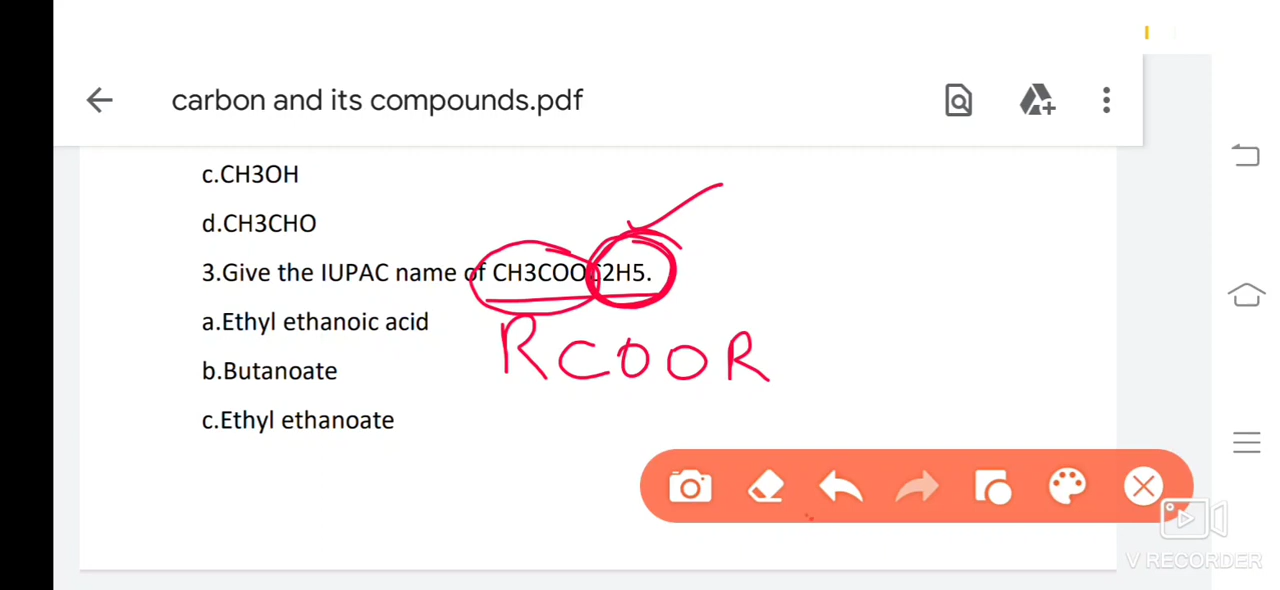 carbon and its compounds.pdf
c.CH3OH
d.CH3CHO
3.Give the IUPAC name of CH3COOC2H5.
a.Ethyl ethanoic acid
RCOOR
b.Butanoate
c.Ethyl ethanoate
V RECORDER